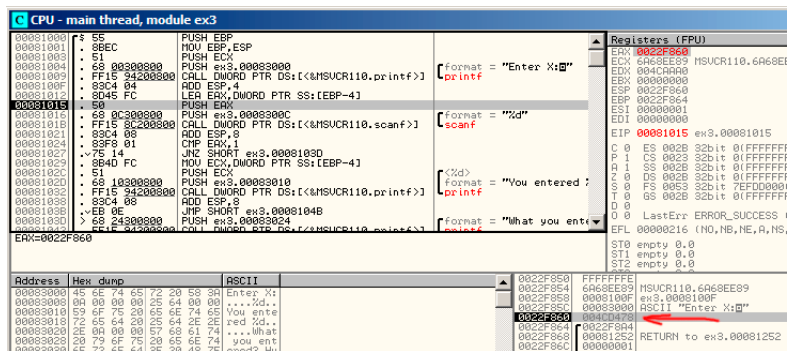 CPU - main thread, module ex3
00081000 $ 55 PUSH EBP
00081001 . 8BEC MOV EBP,ESP
00081003 . 51 PUSH ECX
00081004 . 68 00300800 PUSH ex3.00083000 format = "Enter X:
00081009 . FF15 94200800 CALL DWORD PTR DS:[<&MSVCR110.printf>] printf
0008100F . 83C4 04 ADD ESP,4
00081012 . 8D45 FC LEA EAX,DWORD PTR SS:[EBP-4]
00081015 . 50 PUSH EAX
00081016 . 68 0C300800 PUSH ex3.0008300C format = "%d"
0008101B . FF15 8C200800 CALL DWORD PTR DS:[<&MSVCR110.scanf>] scanf
00081021 . 83C4 08 ADD ESP,8
00081024 . 83F8 01 CMP EAX,1
00081027 . 75 14 JNZ SHORT ex3.0008103D
00081029 . 8B4D FC MOV ECX,DWORD PTR SS:[EBP-4]
0008102C . 51 PUSH ECX <%d>
0008102D . 68 10300800 PUSH ex3.00083010 format = "You entered
00081032 . FF15 94200800 CALL DWORD PTR DS:[<&MSVCR110.printf>] printf
00081038 . 83C4 08 ADD ESP,8
0008103B . EB 0E JMP SHORT ex3.0008104B
0008103D > 68 24300800 PUSH ex3.00083024 format = "What you ente
EAX=0022F860
Registers (FPU)
EAX 0022F860
ECX 6A68EE89 MSVCR110.6A68EE
EDX 004CAAA0
EBX 00000000
ESP 0022F860
EBP 0022F864
ESI 00000001
EDI 00000000
EIP 00081015 ex3.00081015
C 0 ES 002B 32bit 0(FFFFFFF
P 1 CS 0023 32bit 0(FFFFFFF
A 1 SS 002B 32bit 0(FFFFFFF
Z 0 DS 002B 32bit 0(FFFFFFF
S 0 FS 0053 32bit 7EFDD000(
T 0 GS 002B 32bit 0(FFFFFFF
D 0
O 0 LastErr ERROR_SUCCESS (
EFL 00000216 (NO,NB,NE,A,NS,
ST0 empty 0.0
ST1 empty 0.0
ST2 empty 0.0
Address Hex dump ASCII
00083000 45 6E 74 65 72 20 58 3A Enter X:
00083008 0A 00 00 00 25 64 00 00 ....%d..
00083010 59 6F 75 20 65 6E 74 65 You ente
00083018 72 65 64 20 25 64 2E 2E red %d..
00083020 2E 0A 00 00 57 68 61 74 ....What
00083028 20 79 6F 75 20 65 6E 74 you ent
0022F850 FFFFFFFE
0022F854 6A68EE89 MSVCR110.6A68EE89
0022F858 0008100F ex3.0008100F
0022F85C 00083000 ASCII "Enter X:
0022F860 004CD478
0022F864 0022F8A4
0022F868 00081252 RETURN to ex3.00081252
0022F86C 00000001